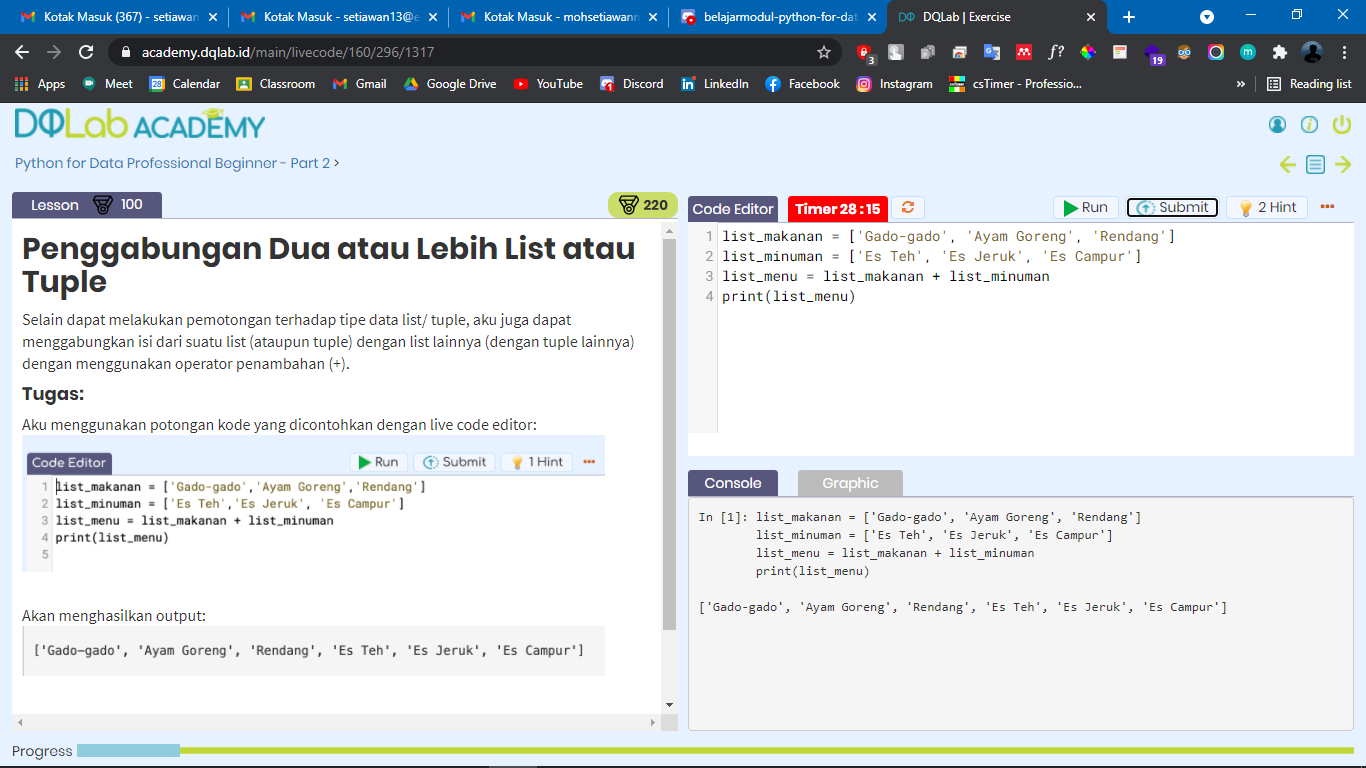 Kotak Masuk (367) - setiawan
Kotak Masuk - setiawan13@e
Kotak Masuk - mohsetiawann
belajarmodul-python-for-dat
DQLab | Exercise
academy.dqlab.id/main/livecode/160/296/1317
3
19
Apps
Meet
28
Calendar
Classroom
Gmail
Google Drive
YouTube
Discord
LinkedIn
Facebook
Instagram
csTimer - Professio...
»
Reading list
DQLab ACADEMY
Python for Data Professional Beginner - Part 2 >
Lesson 100
220
Penggabungan Dua atau Lebih List atau
Tuple
Selain dapat melakukan pemotongan terhadap tipe data list/ tuple, aku juga dapat
menggabungkan isi dari suatu list (ataupun tuple) dengan list lainnya (dengan tuple lainnya)
dengan menggunakan operator penambahan (+).
Tugas:
Aku menggunakan potongan kode yang dicontohkan dengan live code editor:
Code Editor Run Submit 1 Hint
1 list_makanan = ['Gado-gado','Ayam Goreng','Rendang']
2 list_minuman = ['Es Teh','Es Jeruk', 'Es Campur']
3 list_menu = list_makanan + list_minuman
4 print(list_menu)
5
Akan menghasilkan output:
['Gado-gado', 'Ayam Goreng', 'Rendang', 'Es Teh', 'Es Jeruk', 'Es Campur']
Code Editor Timer 28 : 15 Run Submit 2 Hint
1 list_makanan = ['Gado-gado', 'Ayam Goreng', 'Rendang']
2 list_minuman = ['Es Teh', 'Es Jeruk', 'Es Campur']
3 list_menu = list_makanan + list_minuman
4 print(list_menu)
Console Graphic
In [1]: list_makanan = ['Gado-gado', 'Ayam Goreng', 'Rendang']
list_minuman = ['Es Teh', 'Es Jeruk', 'Es Campur']
list_menu = list_makanan + list_minuman
print(list_menu)
['Gado-gado', 'Ayam Goreng', 'Rendang', 'Es Teh', 'Es Jeruk', 'Es Campur']
Progress